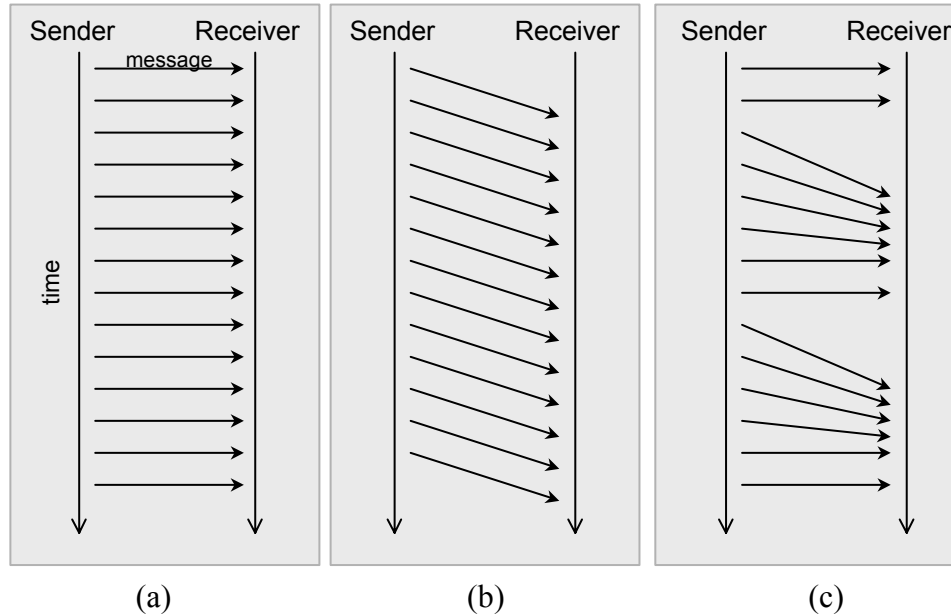 Sender Receiver
message
time
(a)
Sender Receiver
(b)
Sender Receiver
(c)